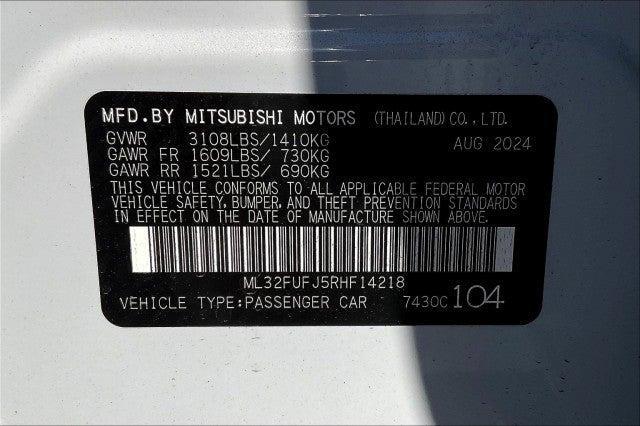 MFD.BY MITSUBISHI MOTORS (THAILAND) CO., LTD.
GVWR 3108LBS/1410KG AUG 2024
GAWR FR 1609LBS/ 730KG
GAWR RR 1521LBS/ 690KG
THIS VEHICLE CONFORMS TO ALL APPLICABLE FEDERAL MOTOR
VEHICLE SAFETY, BUMPER, AND THEFT PREVENTION STANDARDS
IN EFFECT ON THE DATE OF MANUFACTURE SHOWN ABOVE.
ML32FUFJ5RHF14218
VEHICLE TYPE:PASSENGER CAR 7430C 104